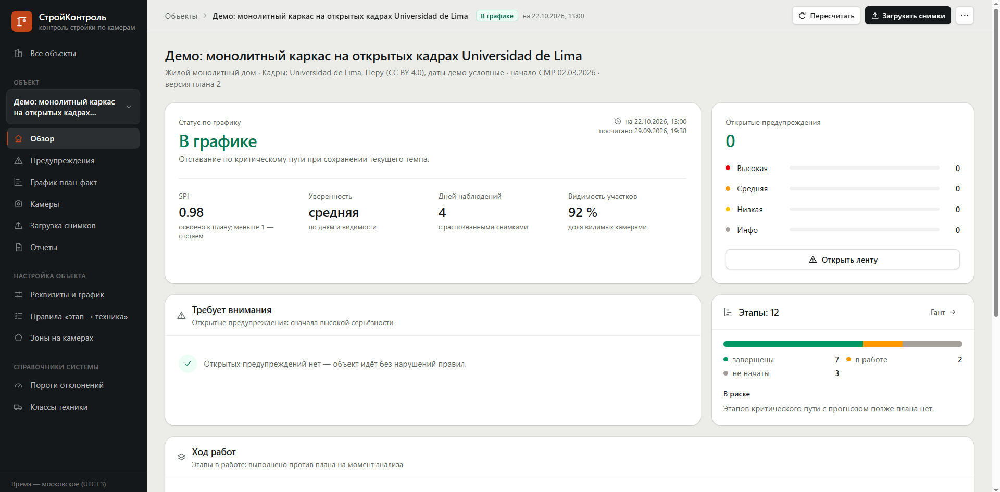 СтройКонтроль
контроль стройки по камерам
Все объекты
ОБЪЕКТ
Демо: монолитный каркас
на открытых кадрах...
Обзор
Предупреждения
График план-факт
Камеры
Загрузка снимков
Отчёты
НАСТРОЙКА ОБЪЕКТА
Реквизиты и график
Правила «этап → техника»
Зоны на камерах
СПРАВОЧНИКИ СИСТЕМЫ
Пороги отклонений
Классы техники
Время — московское (UTC+3)
Объекты > Демо: монолитный каркас на открытых кадрах Universidad de Lima В графике на 22.10.2026, 13:00
Пересчитать
Загрузить снимки
...
Демо: монолитный каркас на открытых кадрах Universidad de Lima
Жилой монолитный дом · Кадры: Universidad de Lima, Перу (CC BY 4.0), даты демо условные · начало СМР 02.03.2026 ·
версия плана 2
Статус по графику
на 22.10.2026, 13:00
посчитано 29.09.2026, 19:38
В графике
Отставание по критическому пути при сохранении текущего темпа.
SPI
0.98
освоено к плану; меньше 1 —
отстаём
Уверенность
средняя
по дням и видимости
Дней наблюдений
4
с распознанными снимками
Видимость участков
92 %
доля видимых камерами
Открытые предупреждения
0
Высокая 0
Средняя 0
Низкая 0
Инфо 0
Открыть ленту
Требует внимания
Открытые предупреждения: сначала высокой серьёзности
Открытых предупреждений нет — объект идёт без нарушений правил.
Этапы: 12
Гант →
завершены 7
в работе 2
не начаты 3
В риске
Этапов критического пути с прогнозом позже плана нет.
Ход работ
Этапы в работе: выполнено против плана на момент анализа